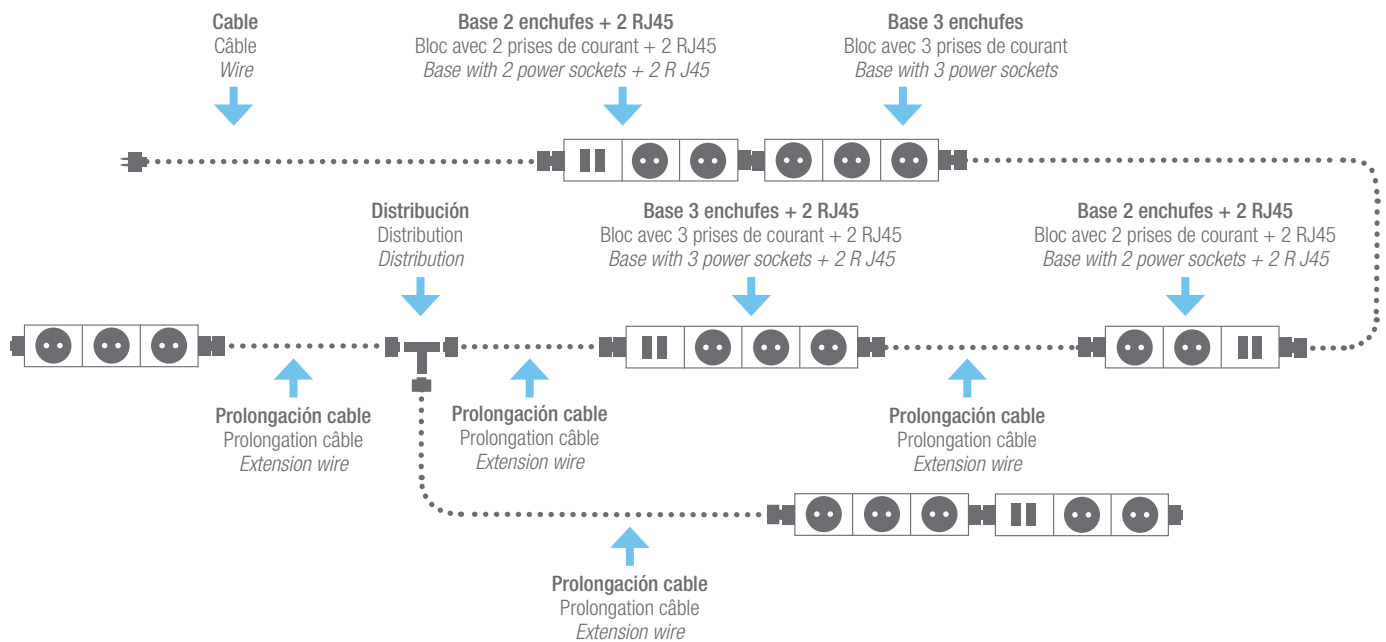 Cable
Câble
Wire
Base 2 enchufes + 2 RJ45
Bloc avec 2 prises de courant + 2 RJ45
Base with 2 power sockets + 2 R J45
Base 3 enchufes
Bloc avec 3 prises de courant
Base with 3 power sockets
Distribución
Distribution
Distribution
Base 3 enchufes + 2 RJ45
Bloc avec 3 prises de courant + 2 RJ45
Base with 3 power sockets + 2 R J45
Base 2 enchufes + 2 RJ45
Bloc avec 2 prises de courant + 2 RJ45
Base with 2 power sockets + 2 R J45
Prolongación cable
Prolongation câble
Extension wire
Prolongación cable
Prolongation câble
Extension wire
Prolongación cable
Prolongation câble
Extension wire
Prolongación cable
Prolongation câble
Extension wire